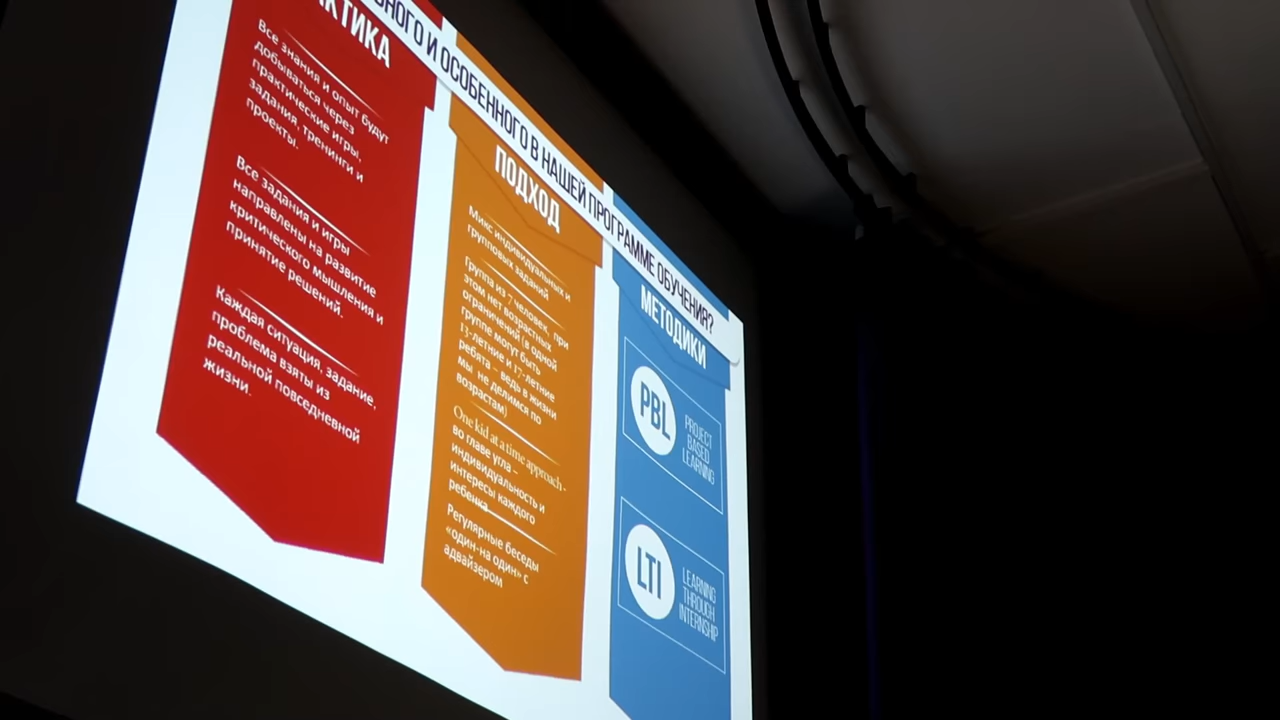 НОГО И ОСОБЕННОГО В НАШЕЙ ПРОГРАММЕ ОБУЧЕНИЯ?
КТИКА
Все знания и опыт будут
добываться через
практические игры,
задания, тренинги и
проекты.
Все задания и игры
направлены на развитие
критического мышления и
принятие решений.
Каждая ситуация, задание,
проблема взяты из
реальной повседневной
жизни.
ПОДХОД
Микс индивидуальных и
групповых заданий
Группа из 7 человек, при
этом нет возрастных
ограничений (в одной
группе могут быть
13-летние и 17-летние
ребята – ведь в жизни
мы не делимся по
возрастам)
One kid at a time approach -
во главе угла –
индивидуальность и
интересы каждого
ребенка
Регулярные беседы
«один-на один» с
адвайзером
МЕТОДИКИ
PBL
PROJECT
BASED
LEARNING
LTI
LEARNING
THROUGH
INTERNSHIP